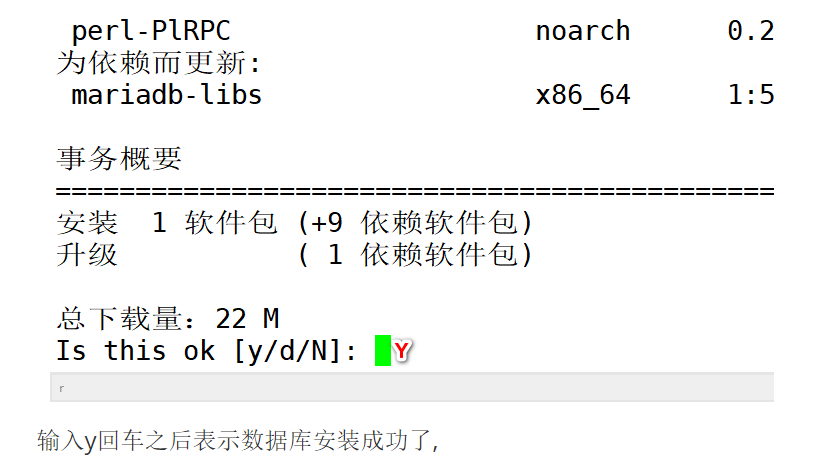 perl-PlRPC noarch 0.2
为依赖而更新:
mariadb-libs x86_64 1:5
事务概要
=============================================
安装 1 软件包 (+9 依赖软件包)
升级 ( 1 依赖软件包)
总下载量：22 M
Is this ok [y/d/N]: Y
r
输入y回车之后表示数据库安装成功了,